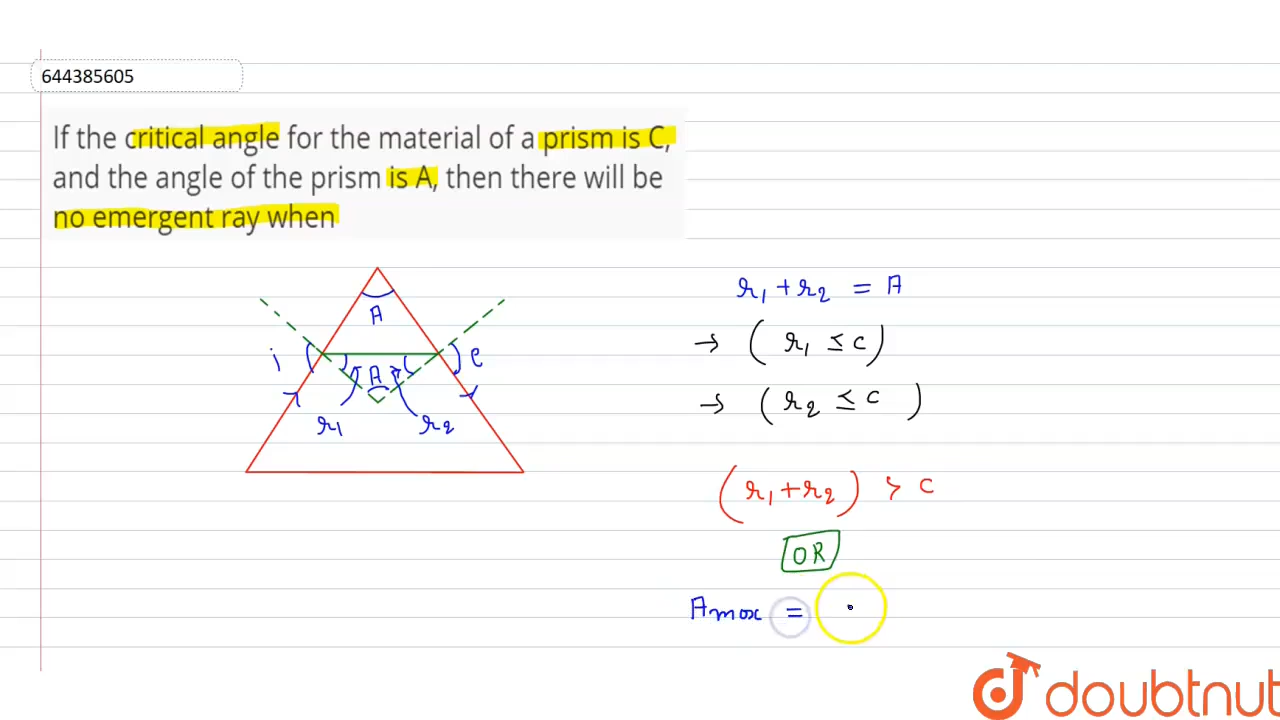 644385605
If the critical angle for the material of a prism is C,
and the angle of the prism is A, then there will be
no emergent ray when
A
i
A
e
r1
r2
r1 + r2 = A
→ (r1 ≤ c)
→ (r2 ≤ c)
(r1 + r2) > c
OR
Amax =
doubtnut